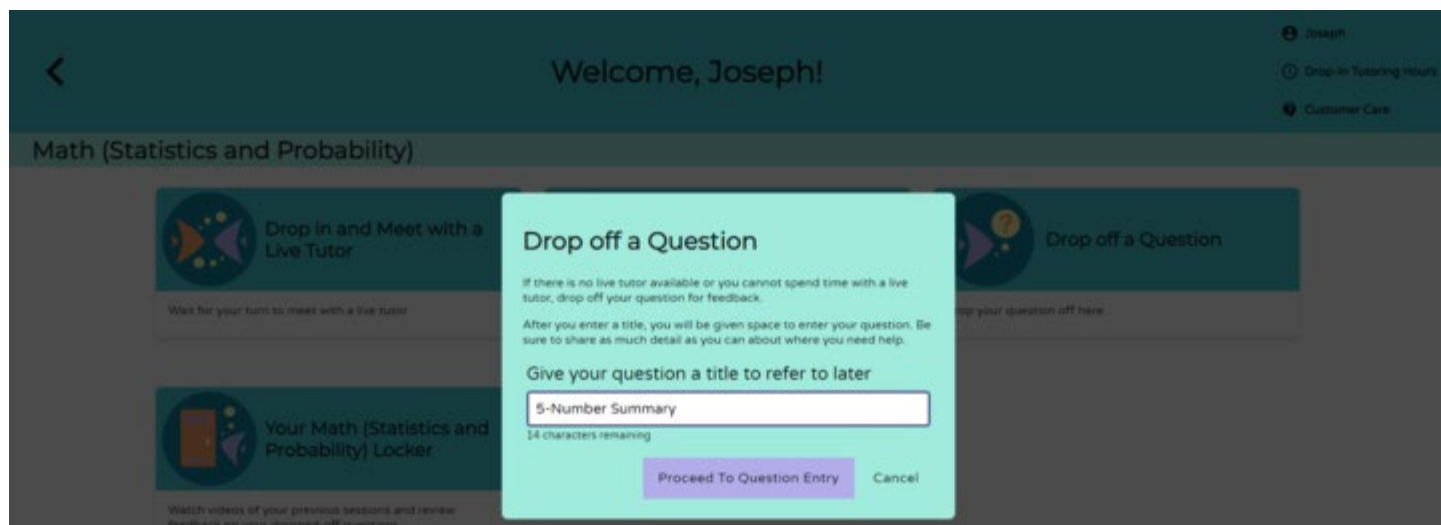 Joseph
Welcome, Joseph!
Drop-In Tutoring Hours
Customer Care
Math (Statistics and Probability)
Drop in and Meet with a
Live Tutor
Wait for your turn to meet with a live tutor
Drop off a Question
If there is no live tutor available or you cannot spend time with a live
tutor, drop off your question for feedback.
After you enter a title, you will be given space to enter your question. Be
sure to share as much detail as you can about where you need help.
Give your question a title to refer to later
5-Number Summary
14 characters remaining
Proceed To Question Entry
Cancel
Drop off a Question
your question off here
Your Math (Statistics and
Probability) Locker
Watch videos of your previous sessions and review
feedback on your dropped off questions